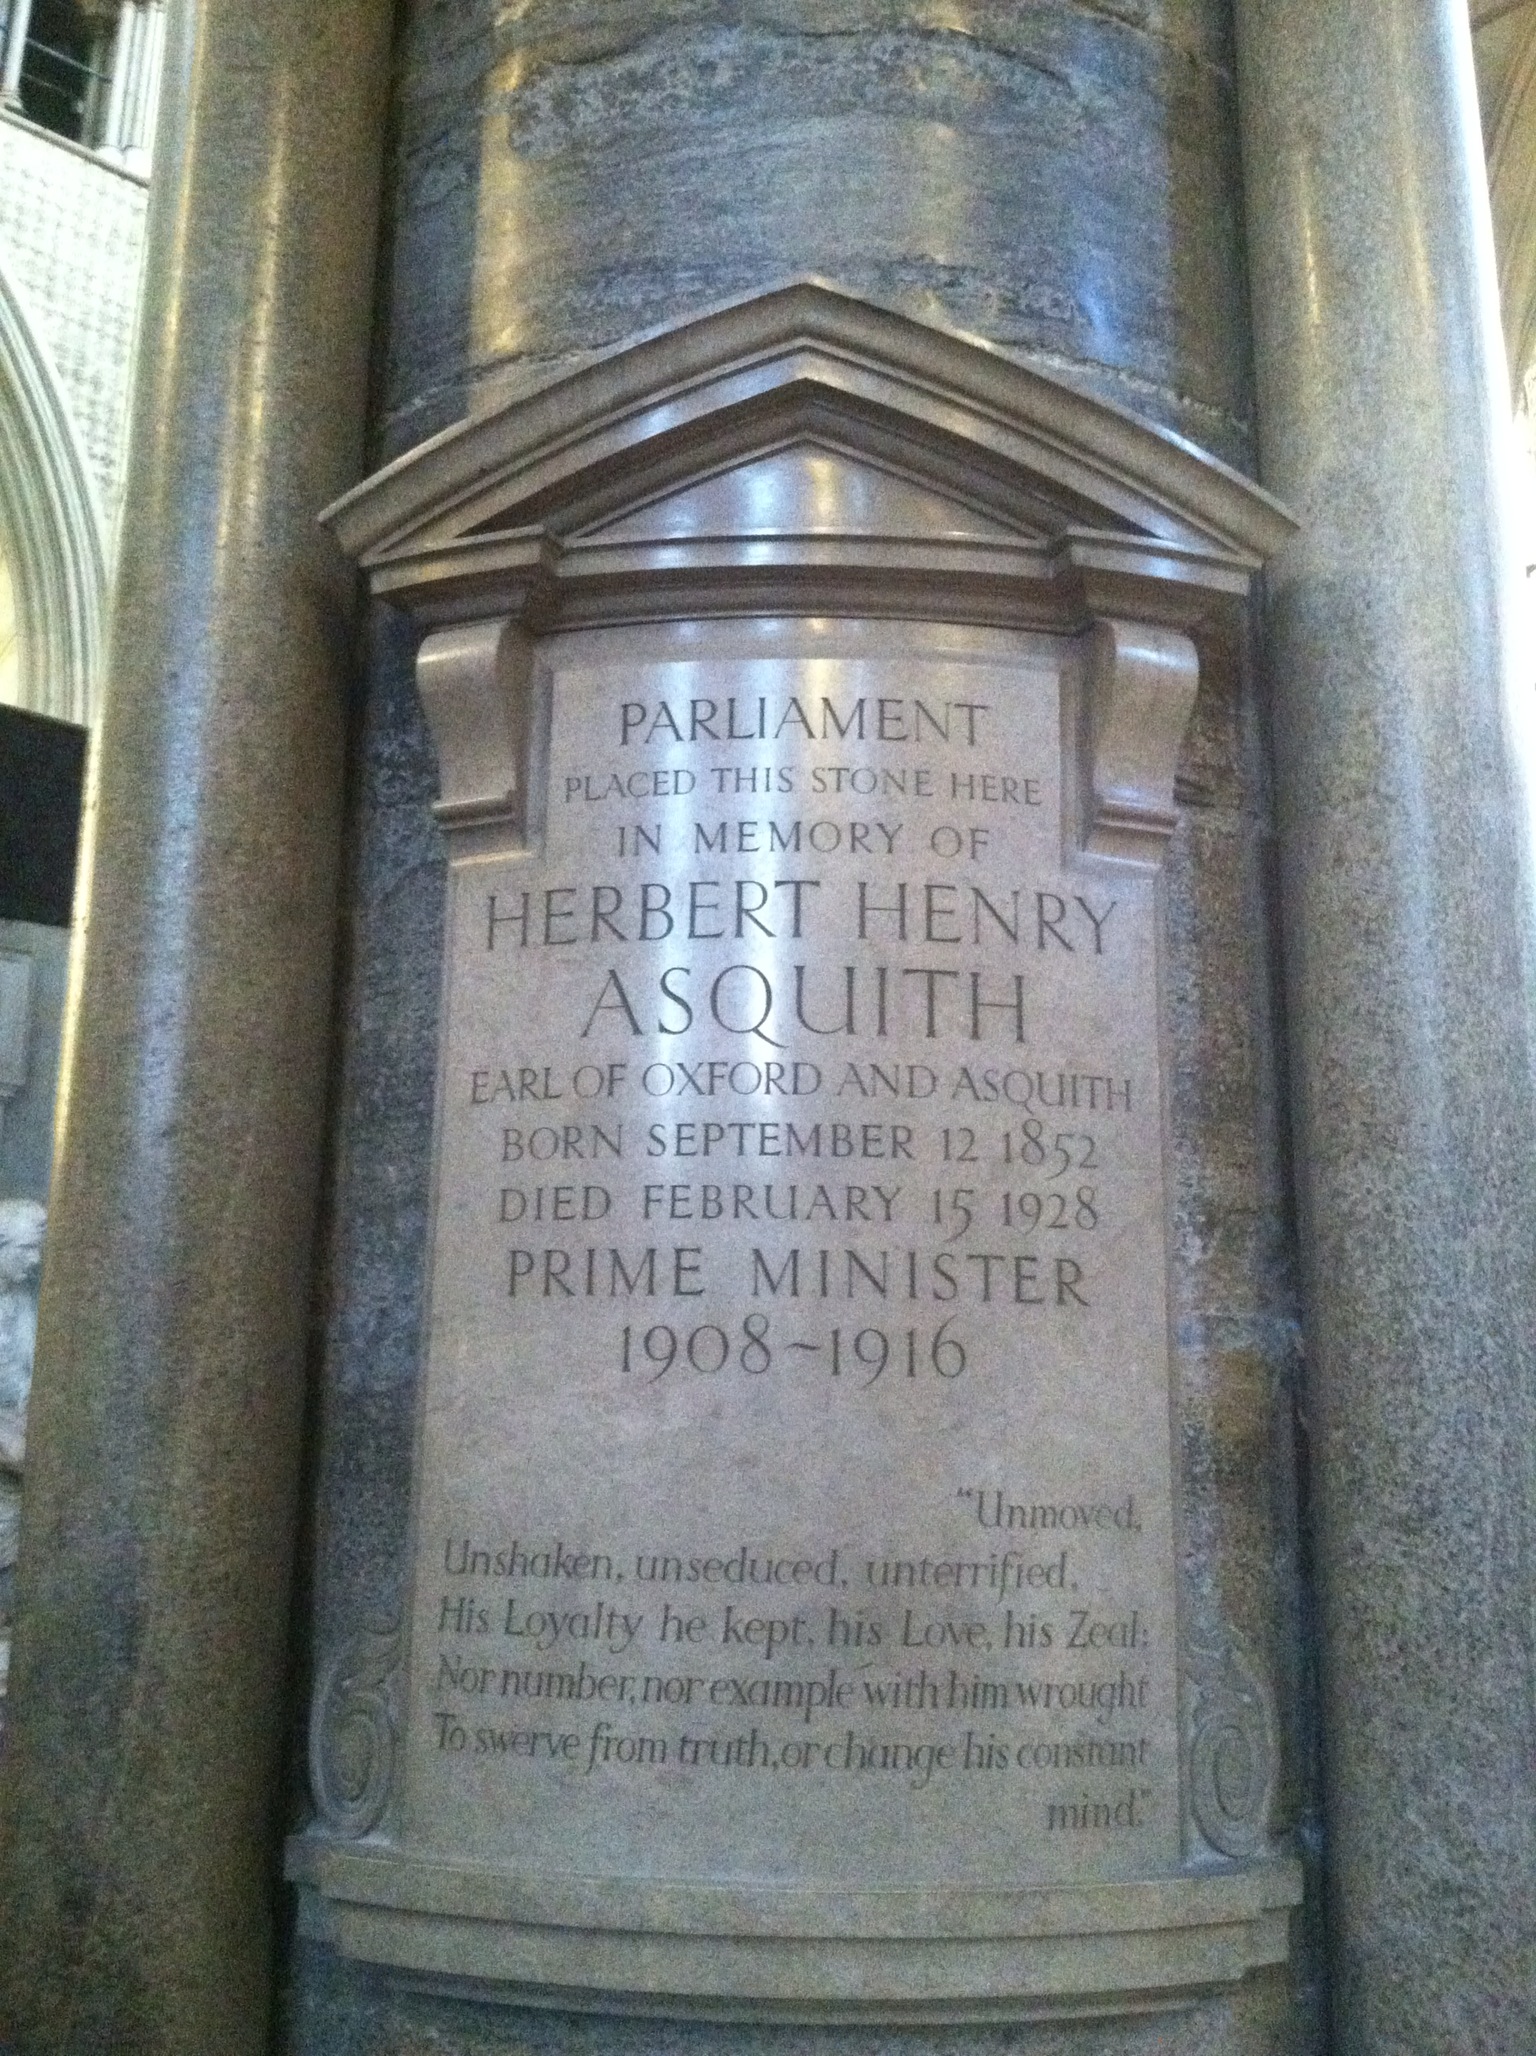 PARLIAMENT
PLACED THIS STONE HERE
IN MEMORY OF
HERBERT HENRY
ASQUITH
EARL OF OXFORD AND ASQUITH
BORN SEPTEMBER 12 1852
DIED FEBRUARY 15 1928
PRIME MINISTER
1908~1916
"Unmoved,
Unshaken, unseduced, unterrified,
His Loyalty he kept, his Love, his Zeal:
Nor number, nor example with him wrought
To swerve from truth, or change his constant
mind."